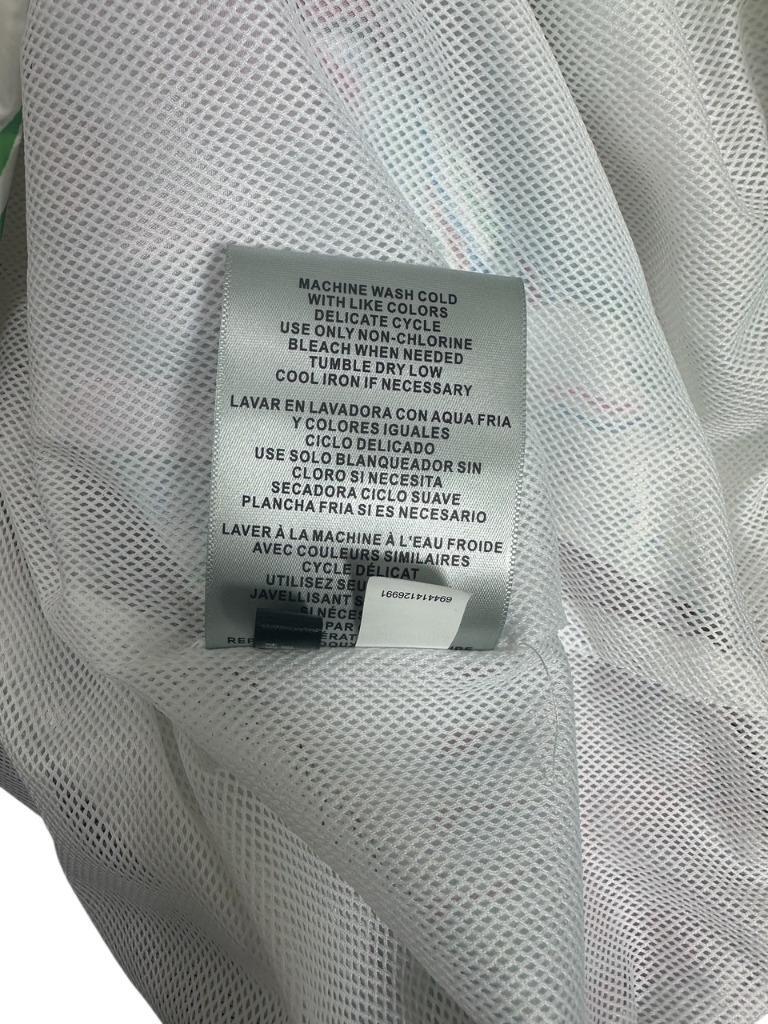 MACHINE WASH COLD
WITH LIKE COLORS
DELICATE CYCLE
USE ONLY NON-CHLORINE
BLEACH WHEN NEEDED
TUMBLE DRY LOW
COOL IRON IF NECESSARY
LAVAR EN LAVADORA CON AQUA FRIA
Y COLORES IGUALES
CICLO DELICADO
USE SOLO BLANQUEADOR SIN
CLORO SI NECESITA
SECADORA CICLO SUAVE
PLANCHA FRIA SI ES NECESARIO
LAVER À LA MACHINE À L'EAU FROIDE
AVEC COULEURS SIMILAIRES
CYCLE DÉLICAT
UTILISEZ
JAVELLISANT
SI
PAR
694414126991